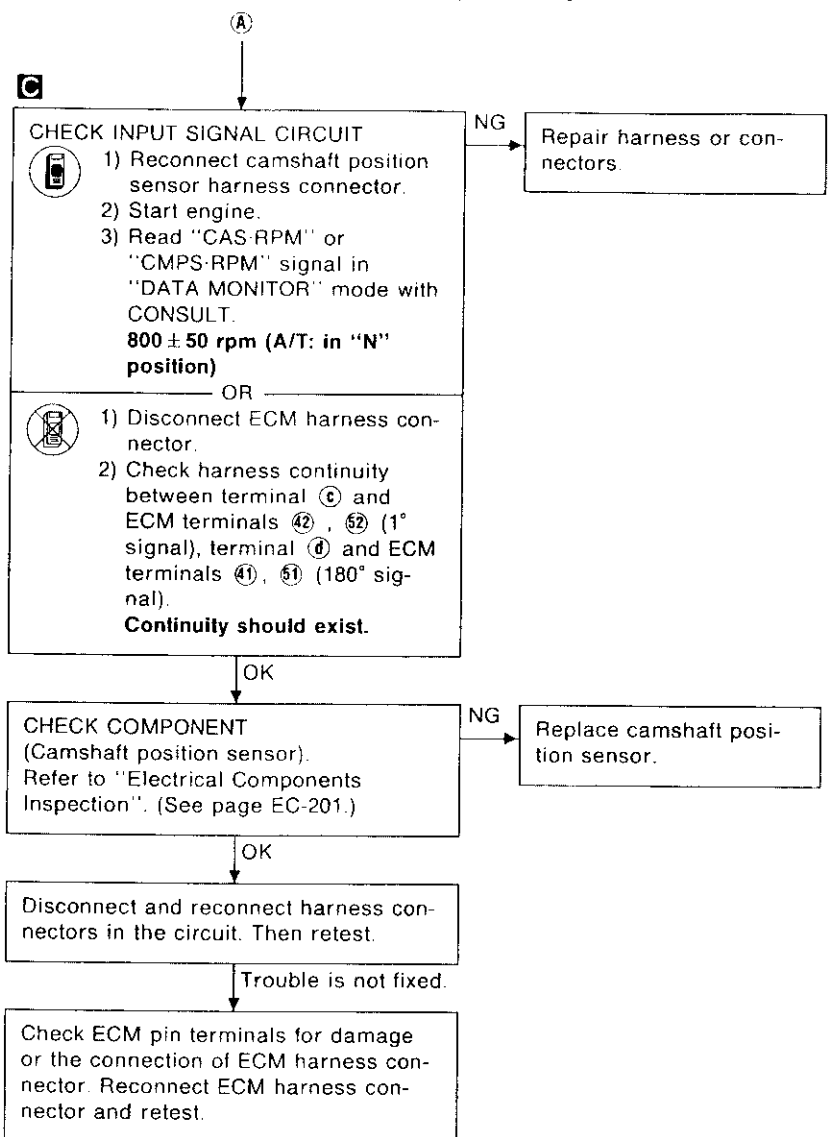 Ⓐ
C
CHECK INPUT SIGNAL CIRCUIT
1) Reconnect camshaft position
sensor harness connector.
2) Start engine.
3) Read "CAS·RPM" or
"CMPS·RPM" signal in
"DATA MONITOR" mode with
CONSULT.
800 ± 50 rpm (A/T: in "N"
position)
OR
1) Disconnect ECM harness con-
nector.
2) Check harness continuity
between terminal ⓒ and
ECM terminals ㊷ , 52 (1°
signal), terminal ⓓ and ECM
terminals ㊶, 51 (180° sig-
nal).
Continuity should exist.
NG
Repair harness or con-
nectors.
OK
CHECK COMPONENT
(Camshaft position sensor).
Refer to "Electrical Components
Inspection". (See page EC-201.)
NG
Replace camshaft posi-
tion sensor.
OK
Disconnect and reconnect harness con-
nectors in the circuit. Then retest.
Trouble is not fixed.
Check ECM pin terminals for damage
or the connection of ECM harness con-
nector. Reconnect ECM harness con-
nector and retest.